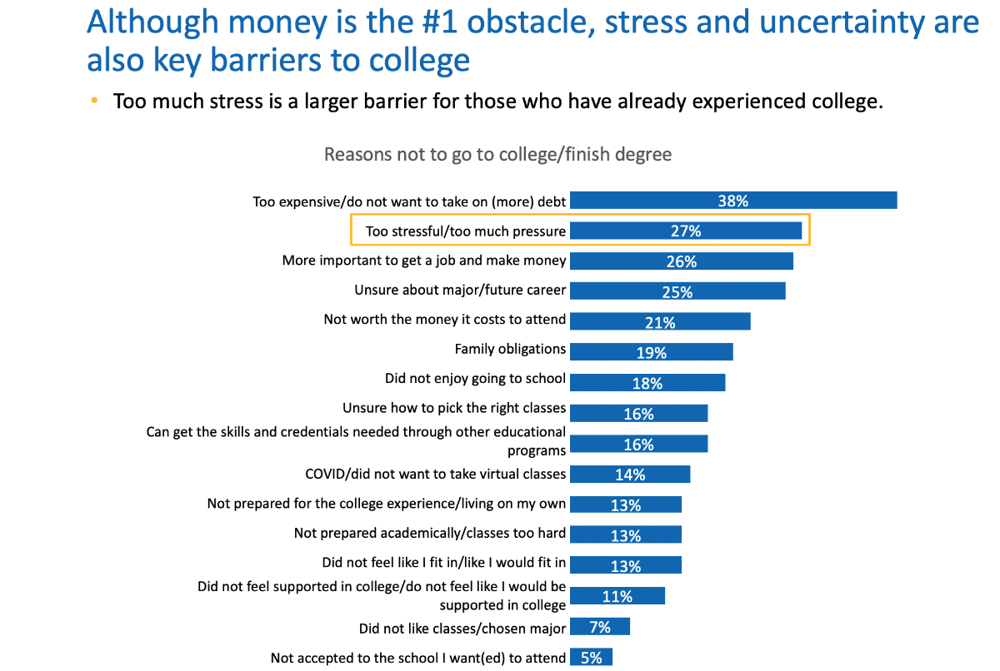 Although money is the #1 obstacle, stress and uncertainty are
also key barriers to college
• Too much stress is a larger barrier for those who have already experienced college.
Reasons not to go to college/finish degree
Too expensive/do not want to take on (more) debt 38%
Too stressful/too much pressure 27%
More important to get a job and make money 26%
Unsure about major/future career 25%
Not worth the money it costs to attend 21%
Family obligations 19%
Did not enjoy going to school 18%
Unsure how to pick the right classes 16%
Can get the skills and credentials needed through other educational
programs 16%
COVID/did not want to take virtual classes 14%
Not prepared for the college experience/living on my own 13%
Not prepared academically/classes too hard 13%
Did not feel like I fit in/like I would fit in 13%
Did not feel supported in college/do not feel like I would be
supported in college 11%
Did not like classes/chosen major 7%
Not accepted to the school I want(ed) to attend 5%